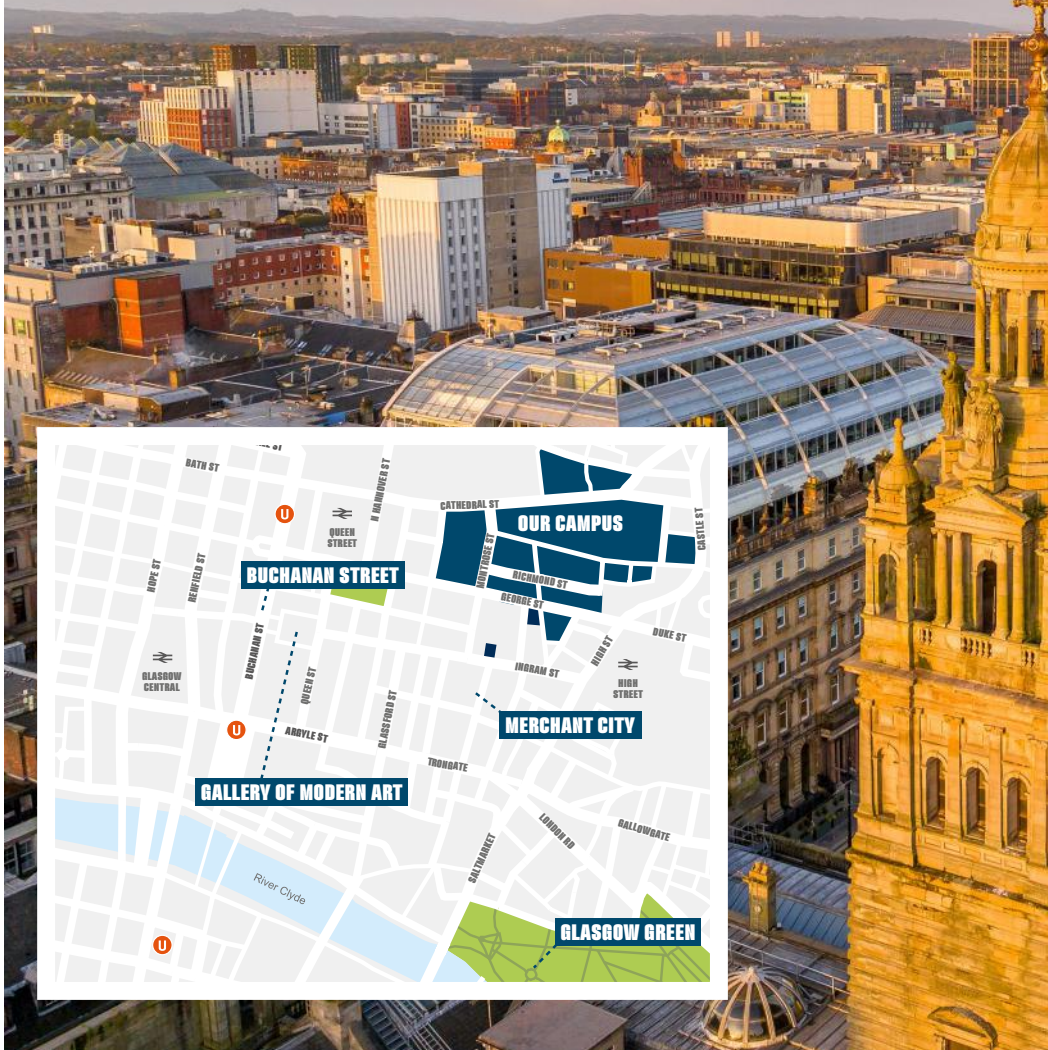 BATH ST
N HANNOVER ST
CATHEDRAL ST
U
QUEEN
STREET
OUR CAMPUS
CASTLE ST
MONTROSE ST
HOPE ST
RENFIELD ST
BUCHANAN STREET
RICHMOND ST
GEORGE ST
BUCHANAN ST
DUKE ST
HIGH ST
GLASGOW
CENTRAL
QUEEN ST
INGRAM ST
HIGH
STREET
GLASSFORD ST
MERCHANT CITY
U
ARGYLE ST
TRONGATE
GALLERY OF MODERN ART
LONDON RD
GALLOWGATE
SALTMARKET
River Clyde
GLASGOW GREEN
U